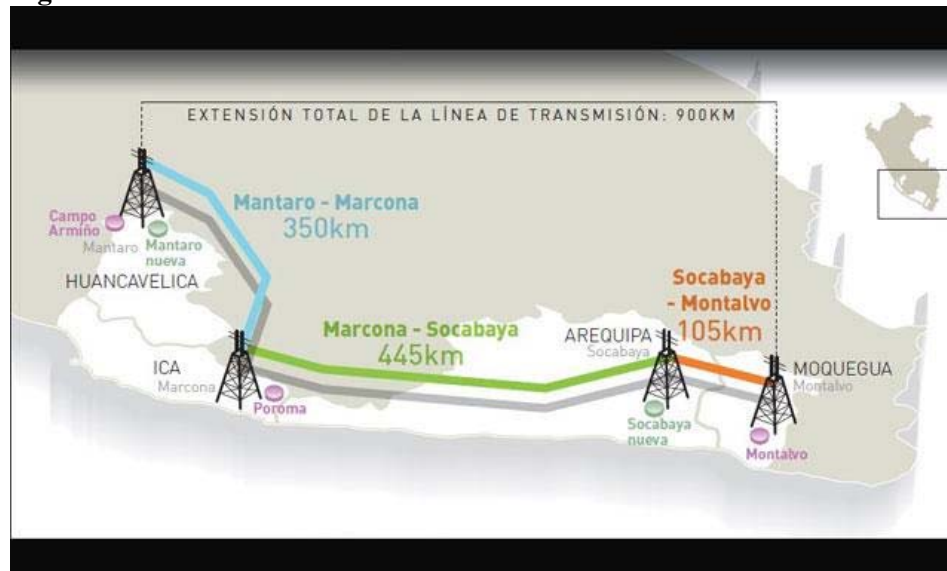 EXTENSIÓN TOTAL DE LA LÍNEA DE TRANSMISIÓN: 900KM
Mantaro - Marcona
350km
Campo
Armiño
Mantaro
Mantaro
nueva
HUANCAVELICA
Socabaya
- Montalvo
105km
Marcona - Socabaya
445km
AREQUIPA
Socabaya
ICA
Marcona
MOQUEGUA
Montalvo
Poroma
Socabaya
nueva
Montalvo